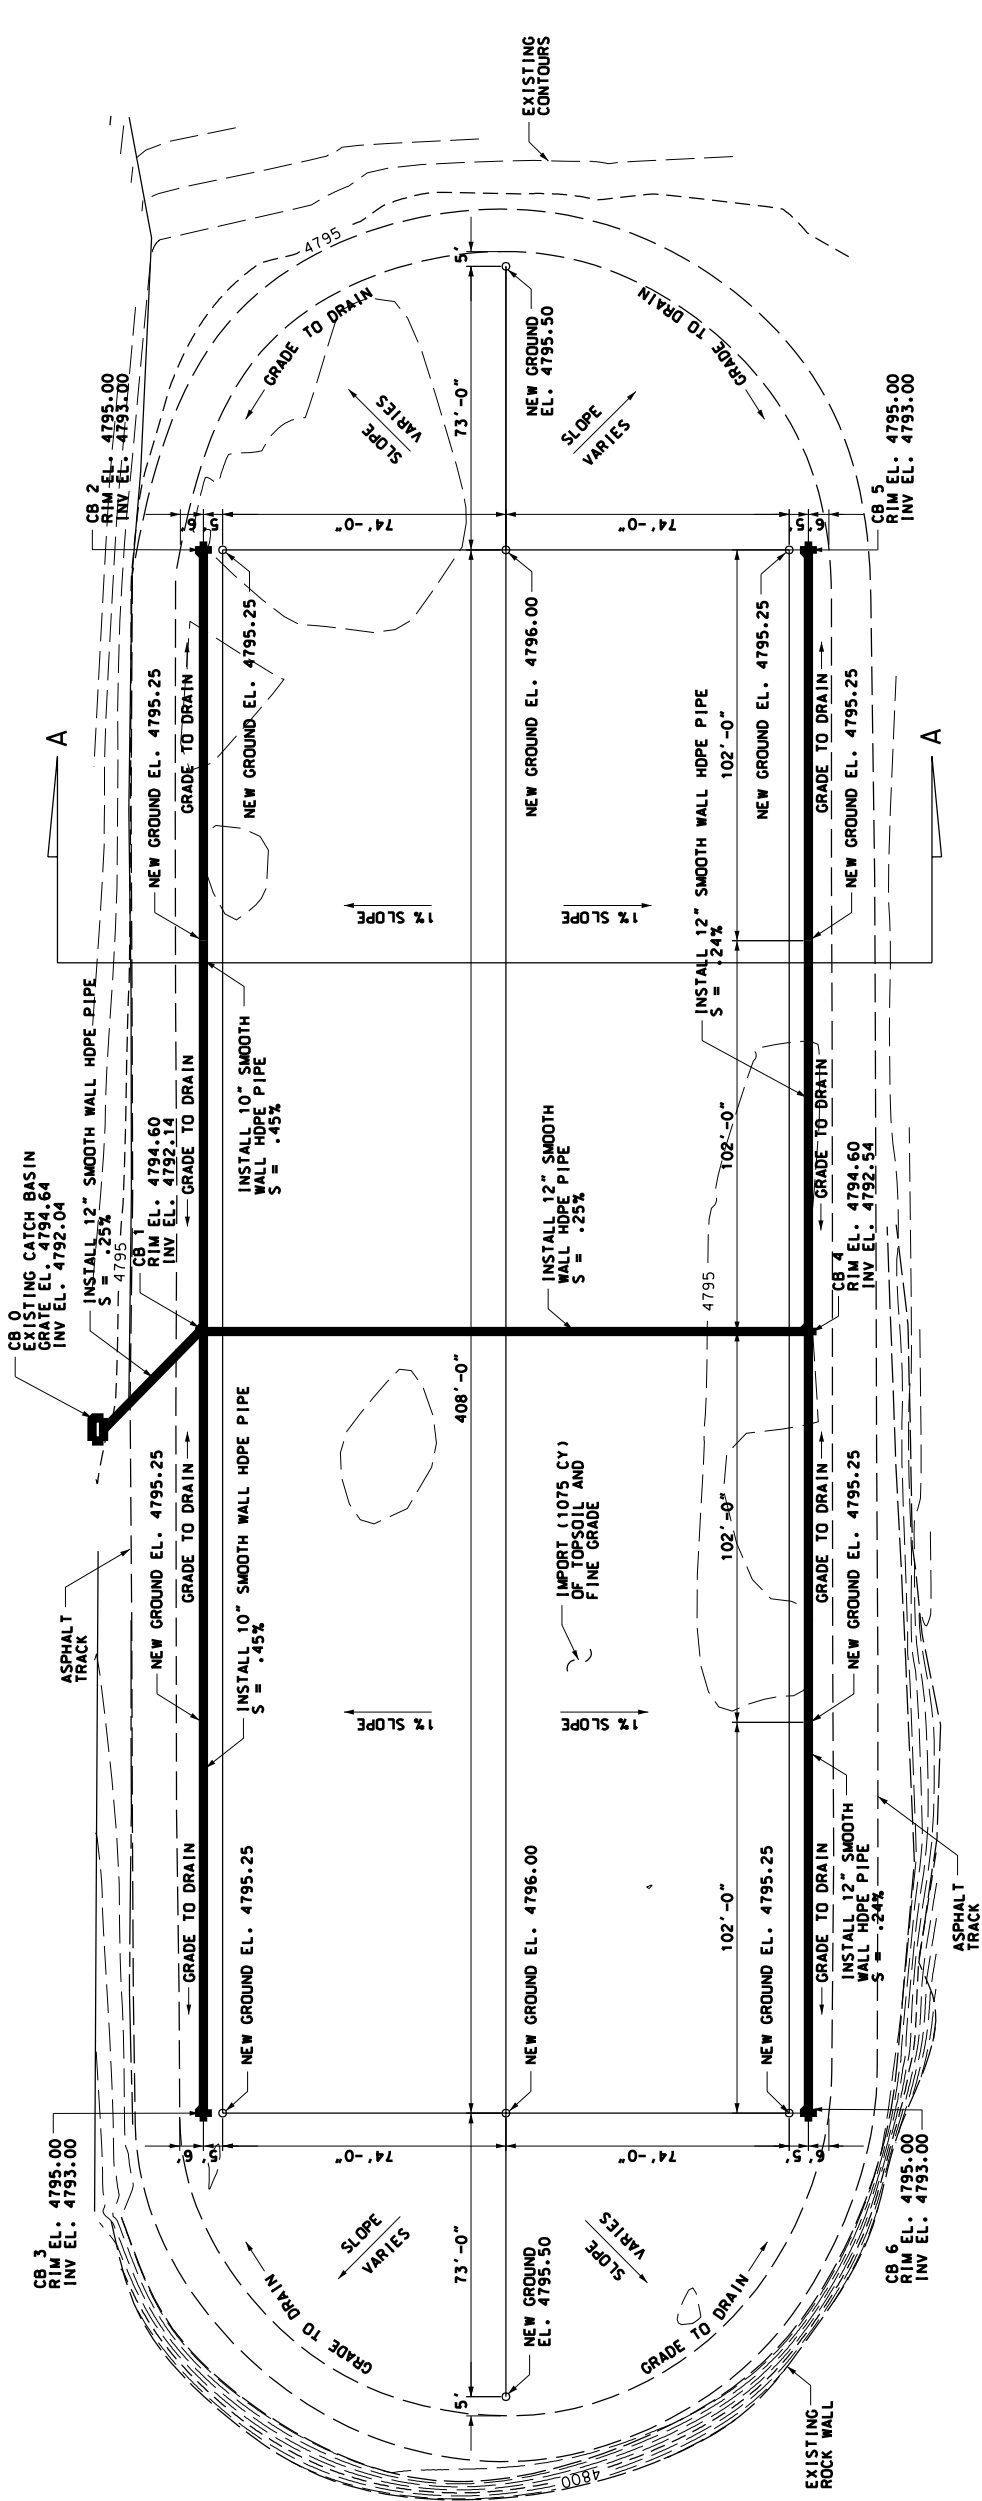 EXISTING
CONTOURS
4795
5'
GRADE TO DRAIN
GRADE TO DRAIN
NEW GROUND
EL. 4795.50
73'-0"
SLOPE
VARIES
SLOPE
VARIES
CB 2
RIM EL. 4795.00
INV EL. 4793.00
CB 5
RIM EL. 4795.00
INV EL. 4793.00
6'
5'
74'-0"
74'-0"
5'
6'
NEW GROUND EL. 4795.25
NEW GROUND EL. 4796.00
NEW GROUND EL. 4795.25
NEW GROUND EL. 4795.25
GRADE TO DRAIN
102'-0"
GRADE TO DRAIN
NEW GROUND EL. 4795.25
A
A
1% SLOPE
1% SLOPE
INSTALL 12" SMOOTH WALL HDPE PIPE
S = .24%
INSTALL 12" SMOOTH WALL HDPE PIPE
S = .25%
INSTALL 10" SMOOTH
WALL HDPE PIPE
S = .45%
GRADE TO DRAIN
102'-0"
GRADE TO DRAIN
CB 0
EXISTING CATCH BASIN
GRATE EL. 4794.64
INV EL. 4792.04
4795
CB 1
RIM EL. 4794.60
INV EL. 4792.14
INSTALL 12" SMOOTH
WALL HDPE PIPE
S = .25%
4795
CB 4
RIM EL. 4794.60
INV EL. 4792.54
408'-0"
NEW GROUND EL. 4795.25
GRADE TO DRAIN
INSTALL 10" SMOOTH WALL HDPE PIPE
S = .45%
IMPORT (1075 CY)
OF TOPSOIL AND
FINE GRADE
102'-0"
GRADE TO DRAIN
NEW GROUND EL. 4795.25
ASPHALT
TRACK
1% SLOPE
1% SLOPE
GRADE TO DRAIN
NEW GROUND EL. 4795.25
NEW GROUND EL. 4796.00
102'-0"
NEW GROUND EL. 4795.25
GRADE TO DRAIN
INSTALL 12" SMOOTH
WALL HDPE PIPE
S = .24%
ASPHALT
TRACK
CB 3
RIM EL. 4795.00
INV EL. 4793.00
6'
5'
74'-0"
74'-0"
5'
6'
CB 6
RIM EL. 4795.00
INV EL. 4793.00
SLOPE
VARIES
SLOPE
VARIES
73'-0"
NEW GROUND
EL. 4795.50
GRADE TO DRAIN
GRADE TO DRAIN
5'
EXISTING
ROCK WALL
4800